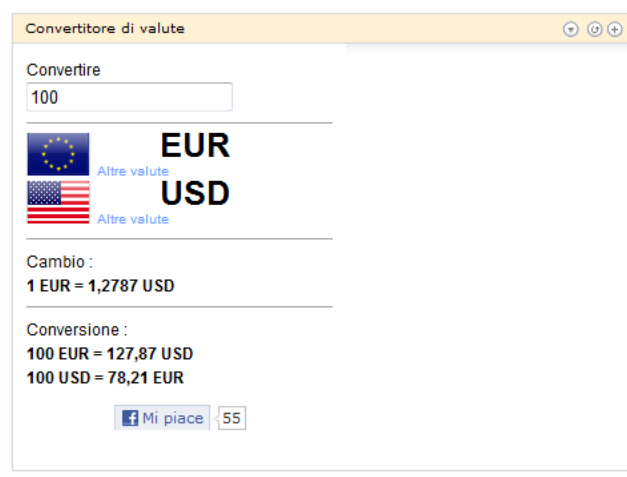 Convertitore di valute
Convertire
100
EUR
Altre valute
USD
Altre valute
Cambio :
1 EUR = 1,2787 USD
Conversione :
100 EUR = 127,87 USD
100 USD = 78,21 EUR
Mi piace 55